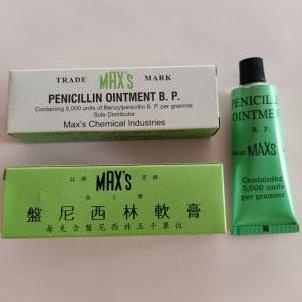 TRADE MAX'S MARK
PENICILLIN OINTMENT B. P.
Containing 5,000 units of Benzylpenicillin B. P. per gramme
Sole Distributor
Max's Chemical Industries
MAX'S
盤尼西林軟膏
每克含盤尼西林五千單位
PENICILLIN
OINTMENT
B. P.
MAX'S
Containing
5,000 units
per gramme